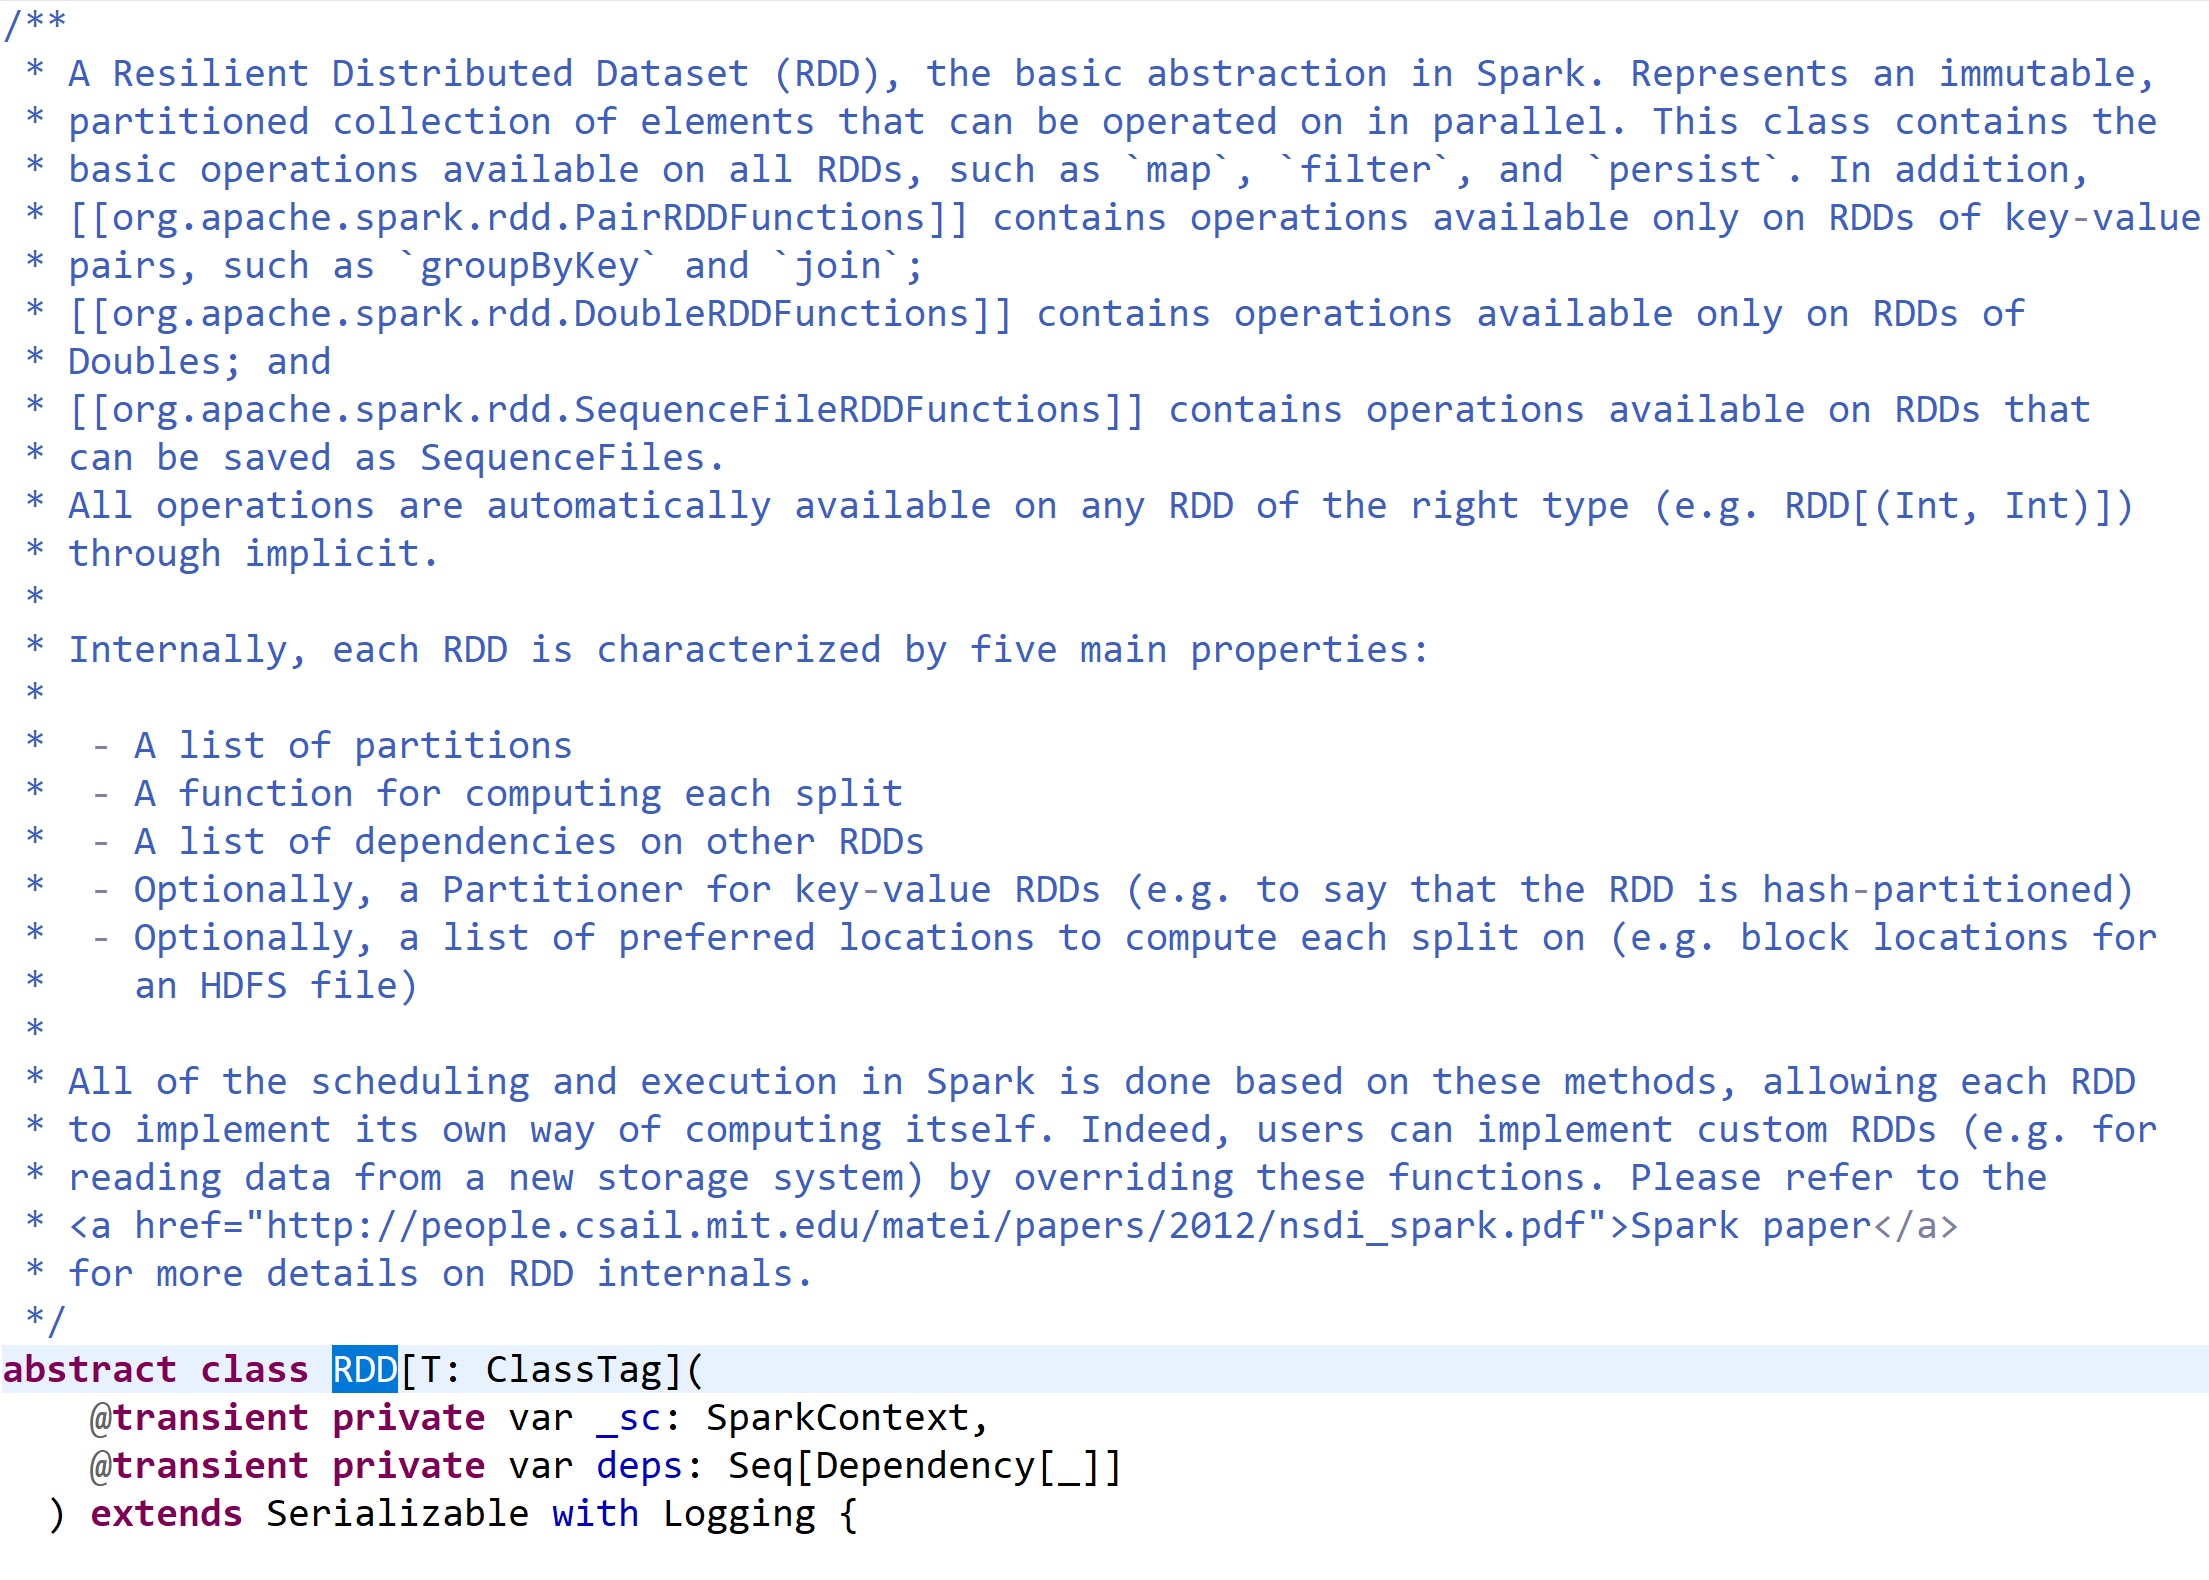 /**
 * A Resilient Distributed Dataset (RDD), the basic abstraction in Spark. Represents an immutable,
 * partitioned collection of elements that can be operated on in parallel. This class contains the
 * basic operations available on all RDDs, such as `map`, `filter`, and `persist`. In addition,
 * [[org.apache.spark.rdd.PairRDDFunctions]] contains operations available only on RDDs of key-value
 * pairs, such as `groupByKey` and `join`;
 * [[org.apache.spark.rdd.DoubleRDDFunctions]] contains operations available only on RDDs of
 * Doubles; and
 * [[org.apache.spark.rdd.SequenceFileRDDFunctions]] contains operations available on RDDs that
 * can be saved as SequenceFiles.
 * All operations are automatically available on any RDD of the right type (e.g. RDD[(Int, Int)])
 * through implicit.
 *
 * Internally, each RDD is characterized by five main properties:
 *
 *  - A list of partitions
 *  - A function for computing each split
 *  - A list of dependencies on other RDDs
 *  - Optionally, a Partitioner for key-value RDDs (e.g. to say that the RDD is hash-partitioned)
 *  - Optionally, a list of preferred locations to compute each split on (e.g. block locations for
 *    an HDFS file)
 *
 * All of the scheduling and execution in Spark is done based on these methods, allowing each RDD
 * to implement its own way of computing itself. Indeed, users can implement custom RDDs (e.g. for
 * reading data from a new storage system) by overriding these functions. Please refer to the
 * <a href="http://people.csail.mit.edu/matei/papers/2012/nsdi_spark.pdf">Spark paper</a>
 * for more details on RDD internals.
 */
abstract class RDD[T: ClassTag](
    @transient private var _sc: SparkContext,
    @transient private var deps: Seq[Dependency[_]]
  ) extends Serializable with Logging {